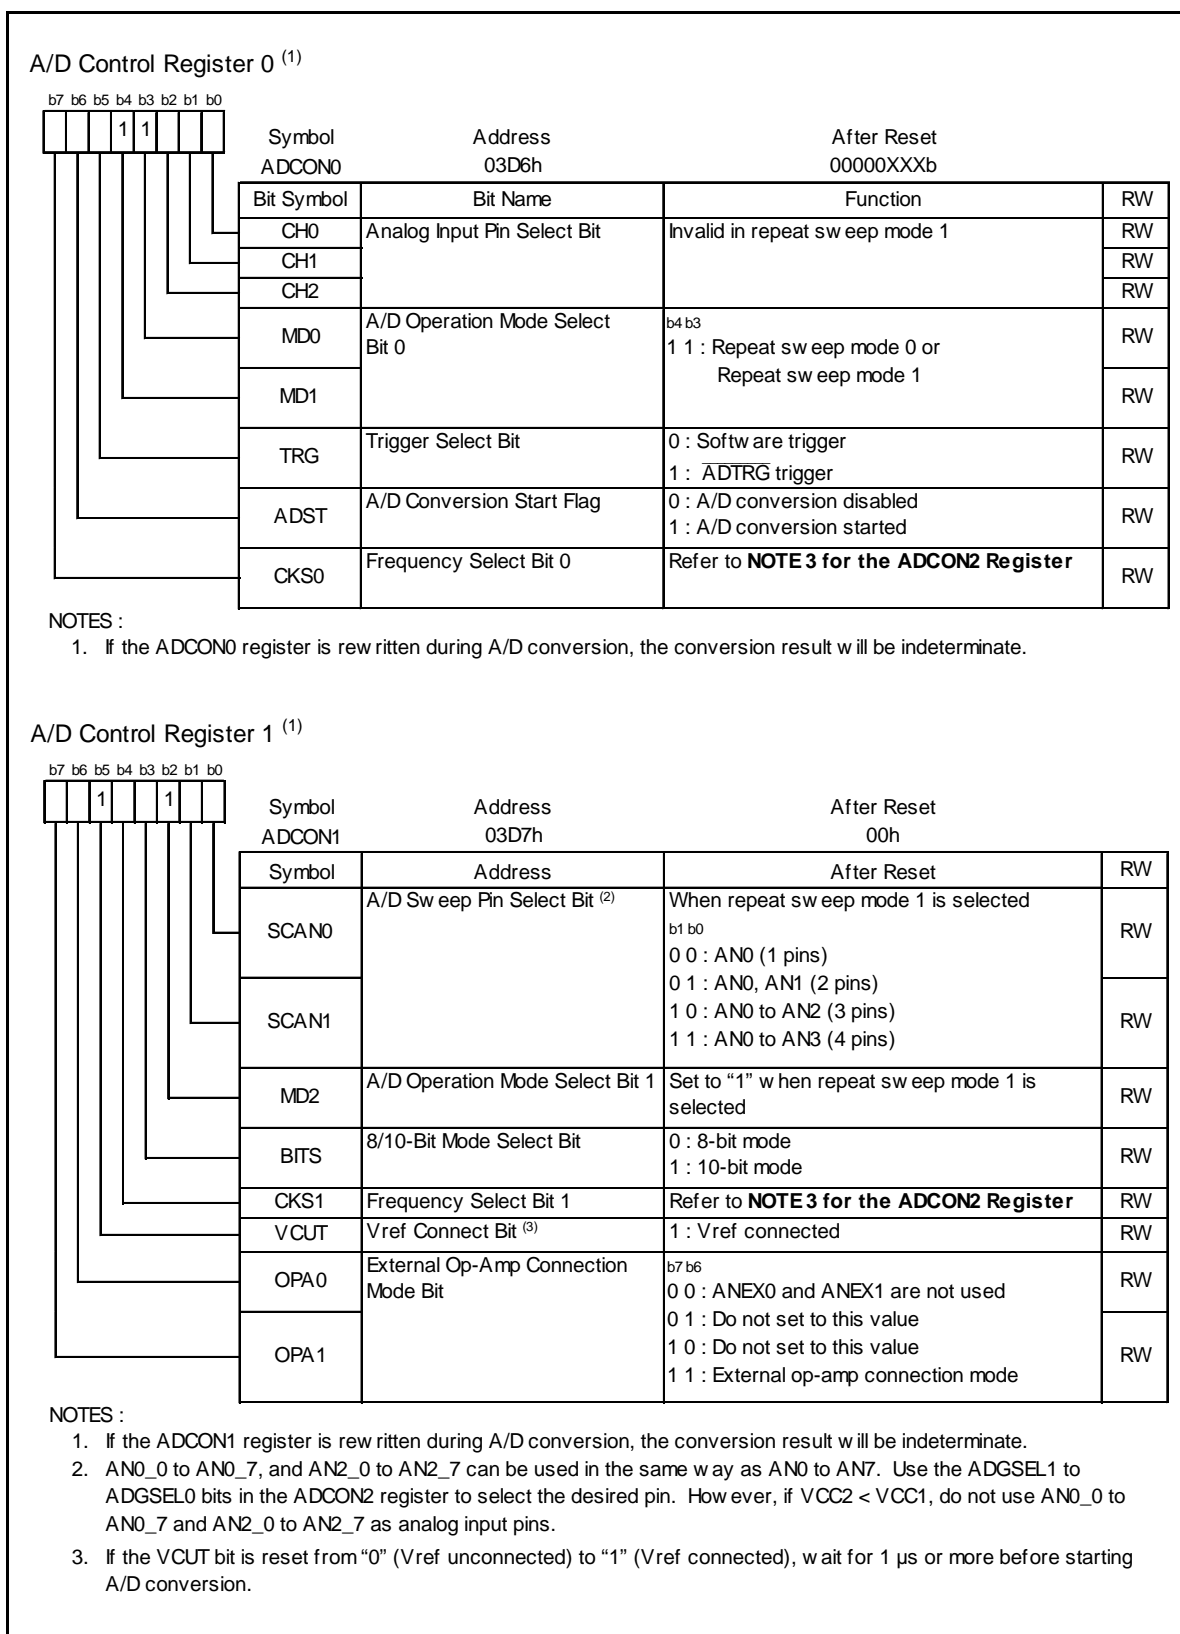 A/D Control Register 0 (1)
b7 b6 b5 b4 b3 b2 b1 b0
1 1
Symbol Address After Reset
ADCON0 03D6h 00000XXXb
Bit Symbol Bit Name Function RW
CH0 Analog Input Pin Select Bit Invalid in repeat sweep mode 1 RW
CH1 RW
CH2 RW
MD0 A/D Operation Mode Select Bit 0 b4 b3 RW
1 1 : Repeat sweep mode 0 or
Repeat sweep mode 1
MD1 RW
TRG Trigger Select Bit 0 : Software trigger RW
1 : ADTRG trigger
ADST A/D Conversion Start Flag 0 : A/D conversion disabled RW
1 : A/D conversion started
CKS0 Frequency Select Bit 0 Refer to NOTE 3 for the ADCON2 Register RW
NOTES :
1. If the ADCON0 register is rewritten during A/D conversion, the conversion result will be indeterminate.
A/D Control Register 1 (1)
b7 b6 b5 b4 b3 b2 b1 b0
1 1
Symbol Address After Reset
ADCON1 03D7h 00h
Symbol Address After Reset RW
SCAN0 A/D Sweep Pin Select Bit (2) When repeat sweep mode 1 is selected RW
b1 b0
0 0 : AN0 (1 pins)
0 1 : AN0, AN1 (2 pins)
SCAN1 1 0 : AN0 to AN2 (3 pins) RW
1 1 : AN0 to AN3 (4 pins)
MD2 A/D Operation Mode Select Bit 1 Set to “1” when repeat sweep mode 1 is RW
selected
BITS 8/10-Bit Mode Select Bit 0 : 8-bit mode RW
1 : 10-bit mode
CKS1 Frequency Select Bit 1 Refer to NOTE 3 for the ADCON2 Register RW
VCUT Vref Connect Bit (3) 1 : Vref connected RW
OPA0 External Op-Amp Connection Mode Bit b7 b6 RW
0 0 : ANEX0 and ANEX1 are not used
0 1 : Do not set to this value
OPA1 1 0 : Do not set to this value RW
1 1 : External op-amp connection mode
NOTES :
1. If the ADCON1 register is rewritten during A/D conversion, the conversion result will be indeterminate.
2. AN0_0 to AN0_7, and AN2_0 to AN2_7 can be used in the same way as AN0 to AN7. Use the ADGSEL1 to
ADGSEL0 bits in the ADCON2 register to select the desired pin. However, if VCC2 < VCC1, do not use AN0_0 to
AN0_7 and AN2_0 to AN2_7 as analog input pins.
3. If the VCUT bit is reset from “0” (Vref unconnected) to “1” (Vref connected), wait for 1 µs or more before starting
A/D conversion.